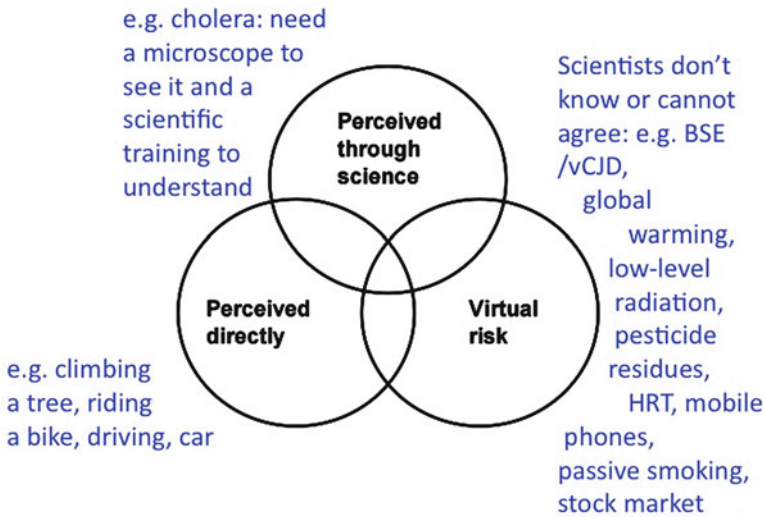 e.g. cholera: need
a microscope to
see it and a
scientific
training to
understand
Perceived
through
science
Scientists don't
know or cannot
agree: e.g. BSE
/vCJD,
global
warming,
low-level
radiation,
pesticide
residues,
HRT, mobile
phones,
passive smoking,
stock market
Perceived
directly
Virtual
risk
e.g. climbing
a tree, riding
a bike, driving, car